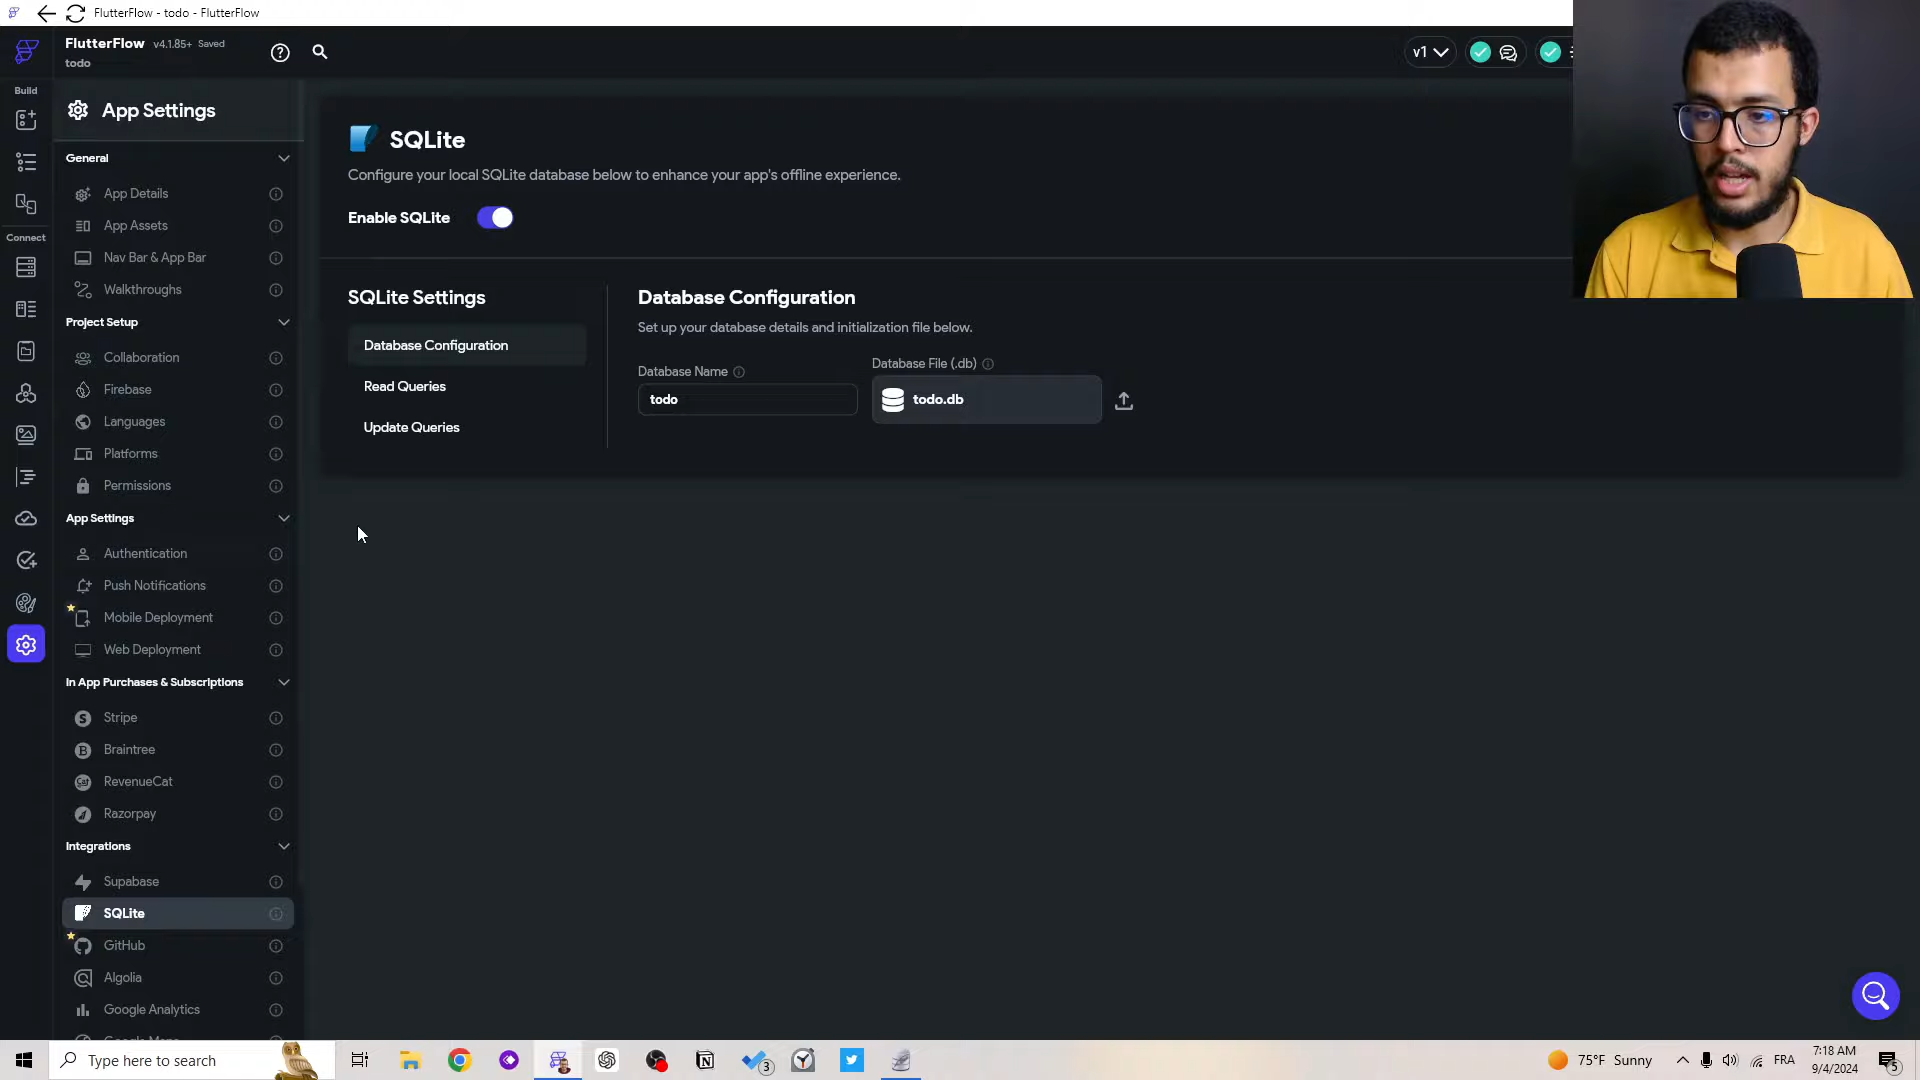 FlutterFlow - todo - FlutterFlow
FlutterFlow v4.1.85+ Saved
todo
v1
Build
App Settings
Connect
General
App Details
App Assets
Nav Bar & App Bar
Walkthroughs
Project Setup
Collaboration
Firebase
Languages
Platforms
Permissions
App Settings
Authentication
Push Notifications
Mobile Deployment
Web Deployment
In App Purchases & Subscriptions
Stripe
Braintree
RevenueCat
Razorpay
Integrations
Supabase
SQLite
GitHub
Algolia
Google Analytics
SQLite
Configure your local SQLite database below to enhance your app's offline experience.
Enable SQLite
SQLite Settings
Database Configuration
Read Queries
Update Queries
Database Configuration
Set up your database details and initialization file below.
Database Name
todo
Database File (.db)
todo.db
Type here to search
3
75°F Sunny
FRA
7:18 AM
9/4/2024
5